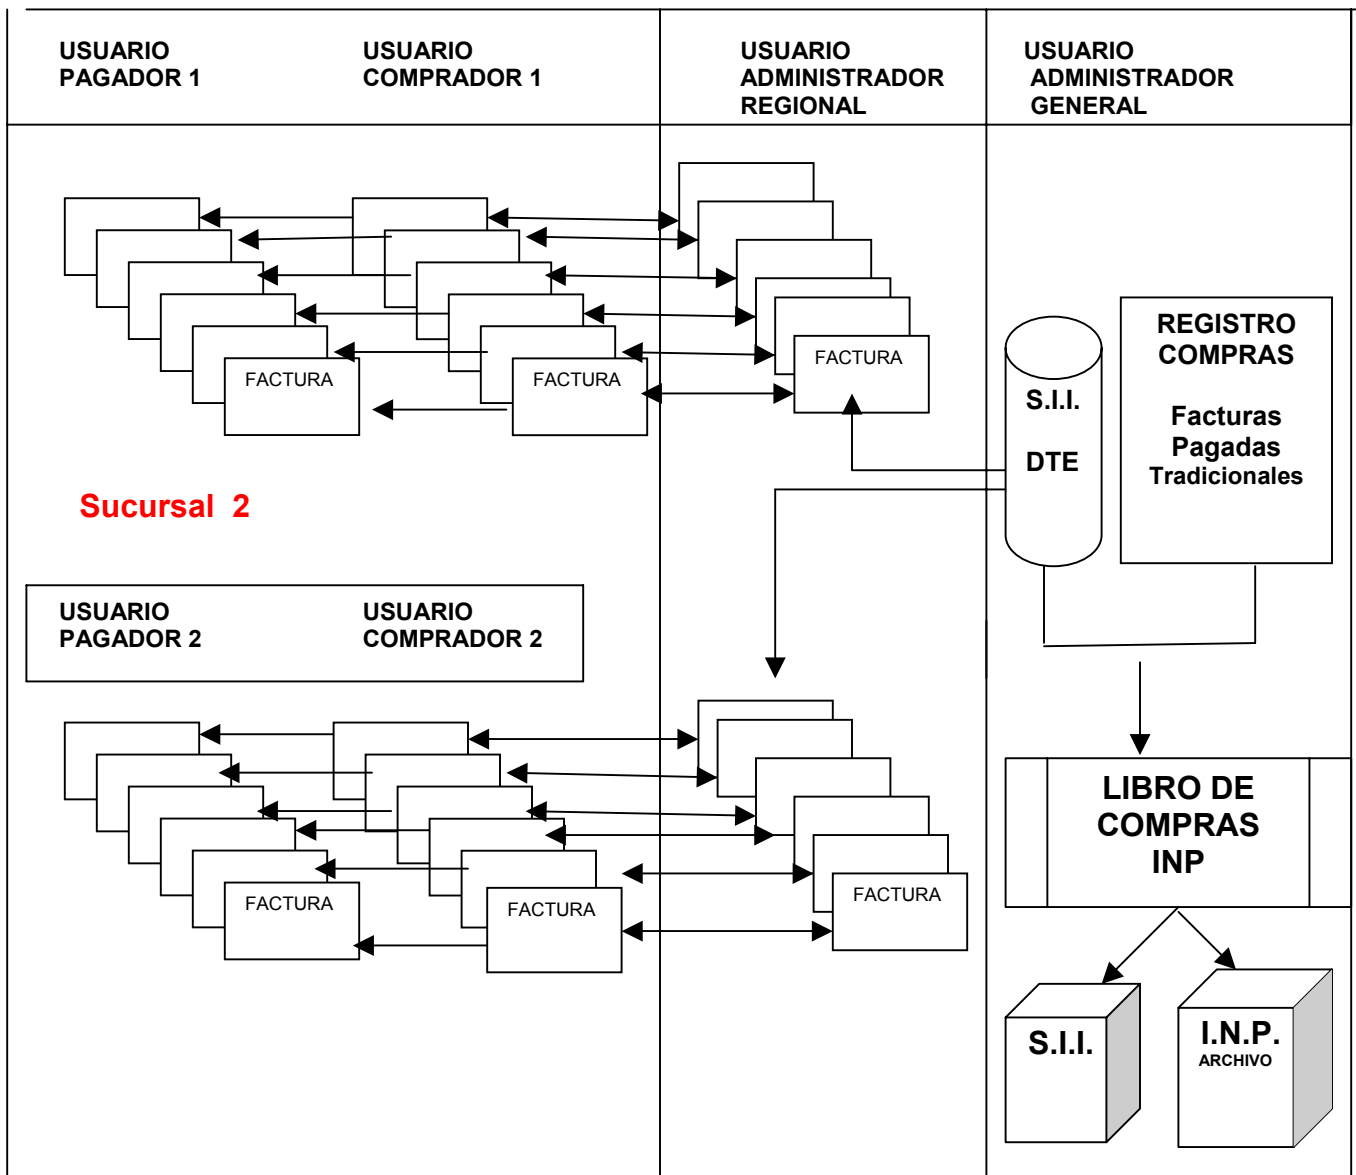 USUARIO
PAGADOR 1
USUARIO
COMPRADOR 1
USUARIO
ADMINISTRADOR
REGIONAL
USUARIO
ADMINISTRADOR
GENERAL
FACTURA
FACTURA
FACTURA
S.I.I.
DTE
REGISTRO
COMPRAS
Facturas
Pagadas
Tradicionales
Sucursal 2
USUARIO
PAGADOR 2
USUARIO
COMPRADOR 2
FACTURA
FACTURA
FACTURA
LIBRO DE
COMPRAS
INP
S.I.I.
I.N.P.
ARCHIVO